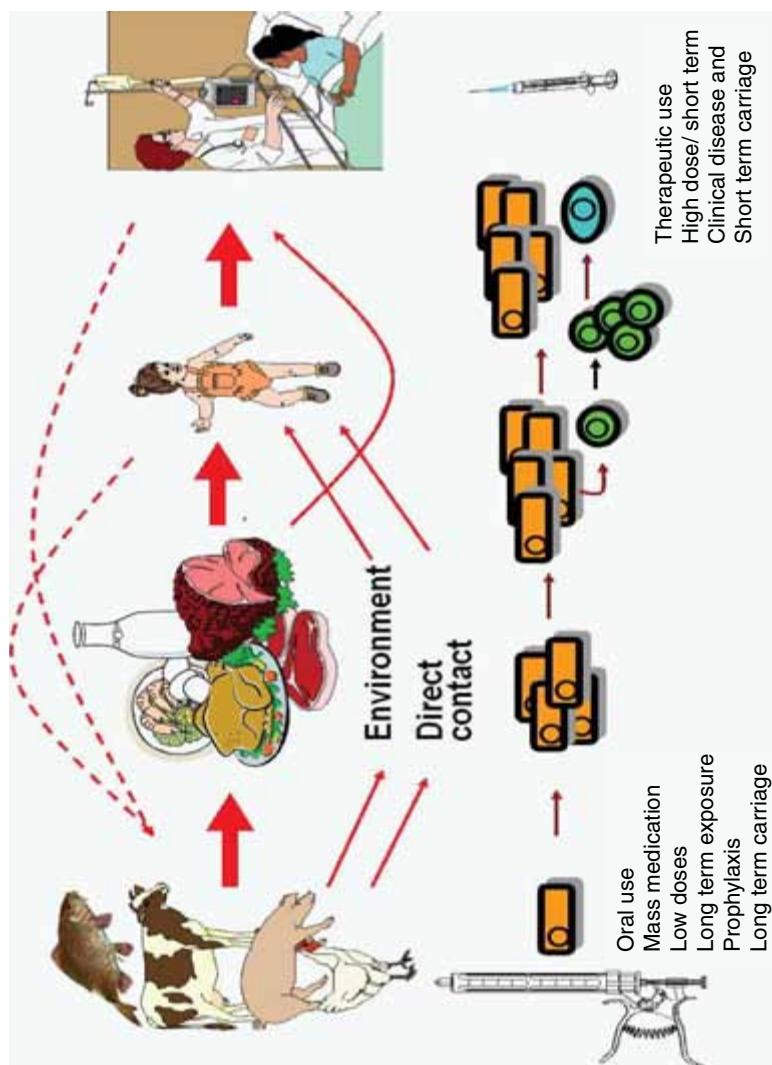 Environment
Direct
contact
Oral use
Mass medication
Low doses
Long term exposure
Prophylaxis
Long term carriage
Therapeutic use
High dose/ short term
Clinical disease and
Short term carriage